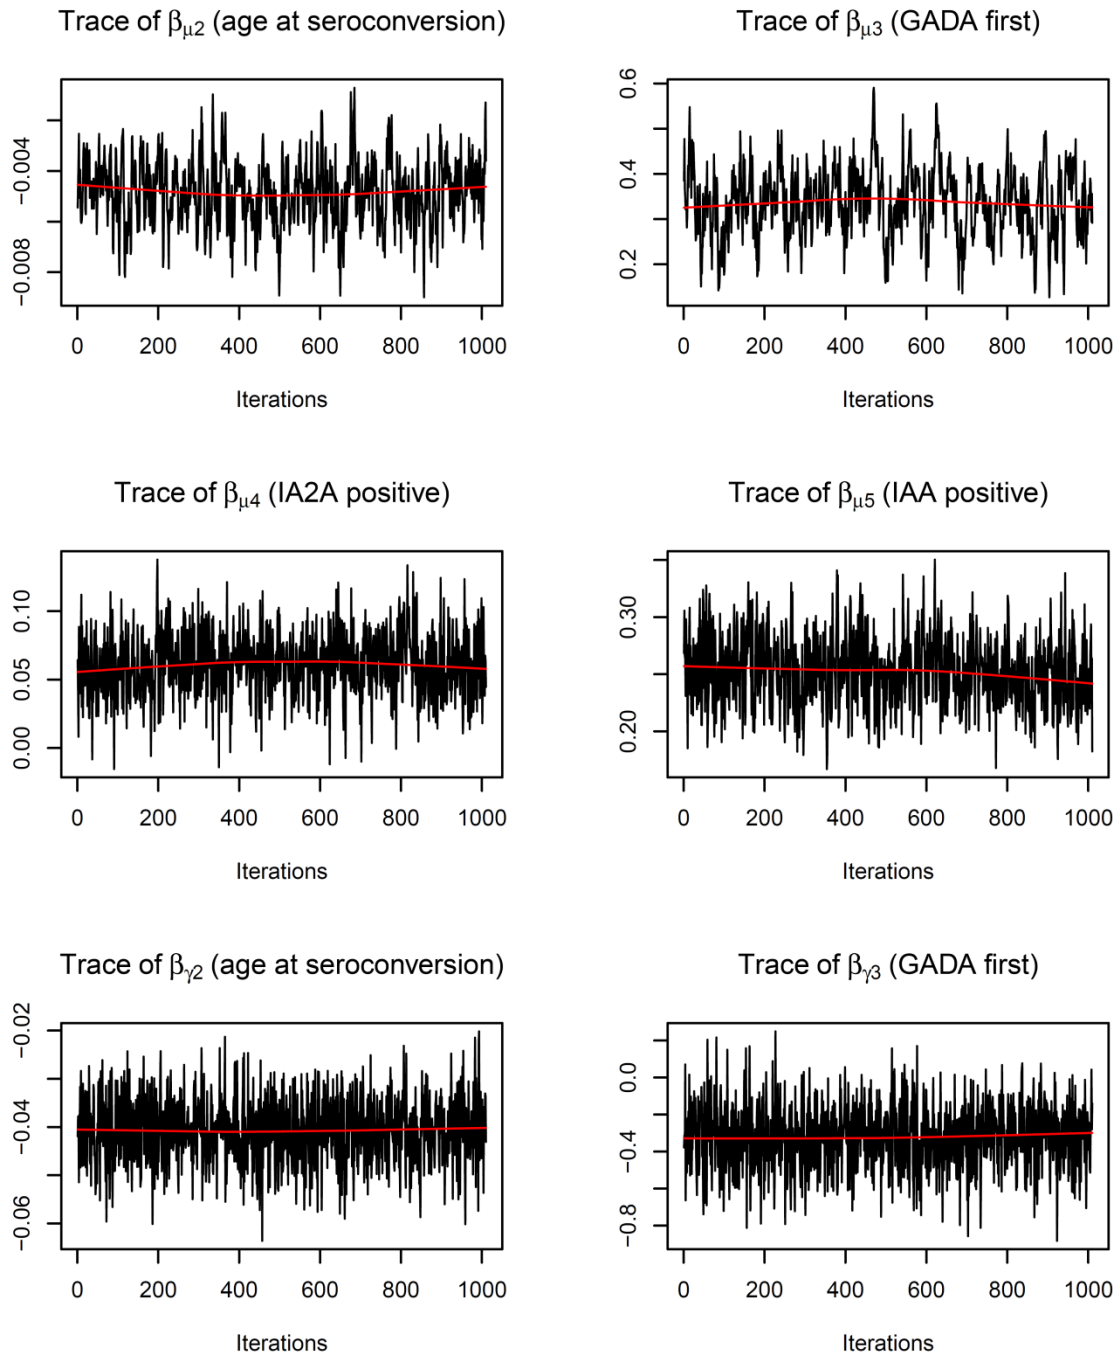 Trace of βμ2 (age at seroconversion)
Trace of βμ3 (GADA first)
−0.004
−0.008
0.6
0.4
0.2
0 200 400 600 800 1000
0 200 400 600 800 1000
Iterations
Iterations
Trace of βμ4 (IA2A positive)
Trace of βμ5 (IAA positive)
0.10
0.05
0.00
0.30
0.20
0 200 400 600 800 1000
0 200 400 600 800 1000
Iterations
Iterations
Trace of βγ2 (age at seroconversion)
Trace of βγ3 (GADA first)
−0.02
−0.04
−0.06
0.0
−0.4
−0.8
0 200 400 600 800 1000
0 200 400 600 800 1000
Iterations
Iterations